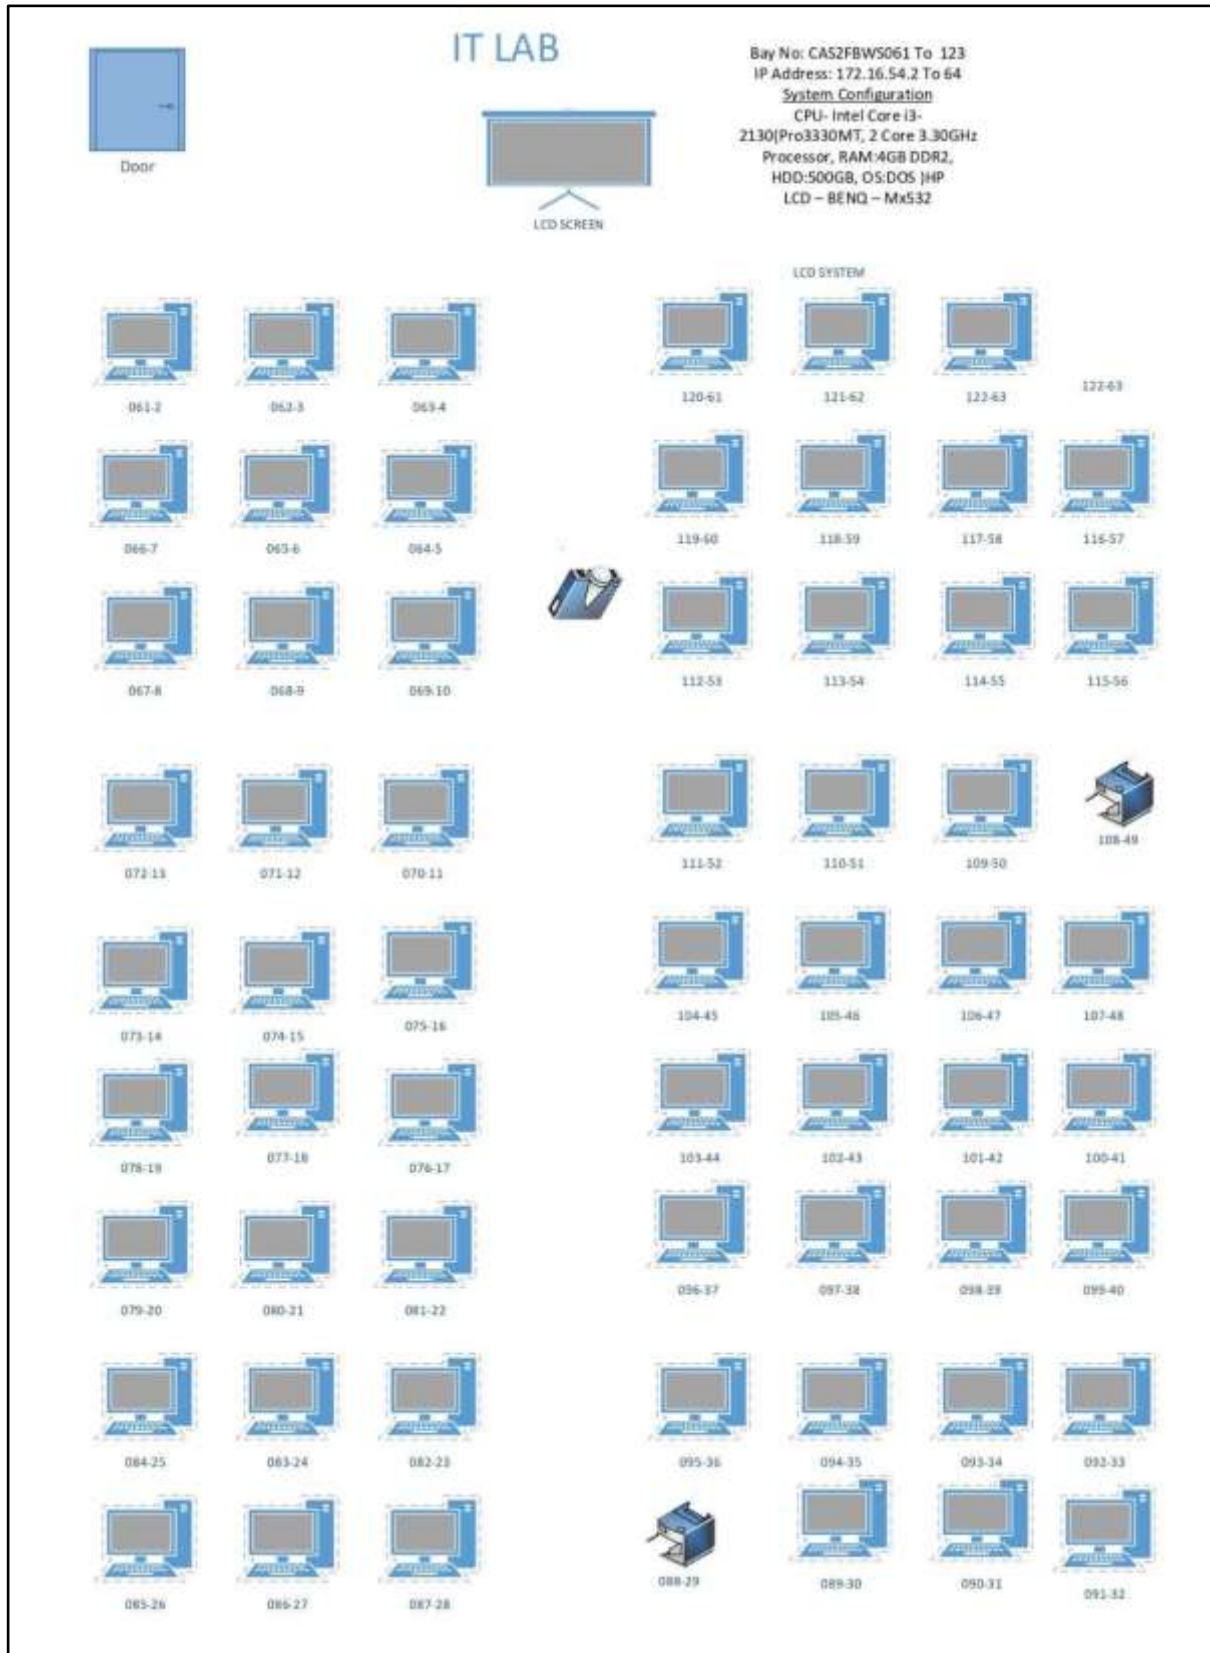 IT LAB
Bay No: CAS2FBWS061 To 123
IP Address: 172.16.54.2 To 64
System Configuration
CPU- Intel Core i3-
2130(Pro3330MT, 2 Core 3.30GHz
Processor, RAM:4GB DDR2,
HDD:500GB, OS:DOS )HP
LCD – BENQ – Mx532
Door
LCD SCREEN
LCD SYSTEM
061-2 062-3 063-4 120-61 121-62 122-63 122-63
066-7 065-6 064-5 119-60 118-59 117-58 116-57
067-8 068-9 069-10 112-53 113-54 114-55 115-56
072-13 071-12 070-11 111-52 110-51 109-50 108-49
073-14 074-15 075-16 104-45 105-46 106-47 107-48
078-19 077-18 076-17 103-44 102-43 101-42 100-41
079-20 080-21 081-22 096-37 097-38 098-39 099-40
084-25 083-24 082-23 095-36 094-35 093-34 092-33
085-26 086-27 087-28 088-29 089-30 090-31 091-32